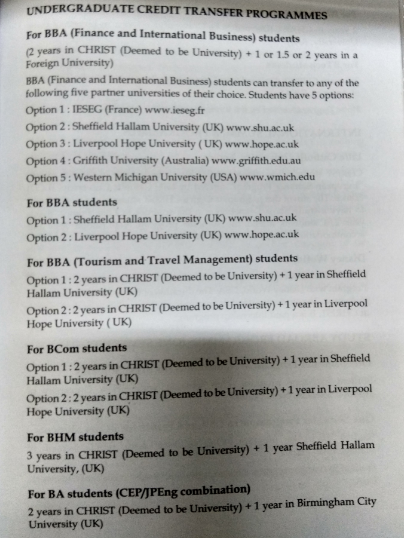 UNDERGRADUATE CREDIT TRANSFER PROGRAMMES
For BBA (Finance and International Business) students
(2 years in CHRIST (Deemed to be University) + 1 or 1.5 or 2 years in a
Foreign University)
BBA (Finance and International Business) students can transfer to any of the
following five partner universities of their choice. Students have 5 options:
Option 1 : IESEG (France) www.ieseg.fr
Option 2 : Sheffield Hallam University (UK) www.shu.ac.uk
Option 3 : Liverpool Hope University ( UK) www.hope.ac.uk
Option 4 : Griffith University (Australia) www.griffith.edu.au
Option 5 : Western Michigan University (USA) www.wmich.edu
For BBA students
Option 1 : Sheffield Hallam University (UK) www.shu.ac.uk
Option 2 : Liverpool Hope University (UK) www.hope.ac.uk
For BBA (Tourism and Travel Management) students
Option 1 : 2 years in CHRIST (Deemed to be University) + 1 year in Sheffield
Hallam University (UK)
Option 2 : 2 years in CHRIST (Deemed to be University) + 1 year in Liverpool
Hope University ( UK)
For BCom students
Option 1 : 2 years in CHRIST (Deemed to be University) + 1 year in Sheffield
Hallam University (UK)
Option 2 : 2 years in CHRIST (Deemed to be University) + 1 year in Liverpool
Hope University (UK)
For BHM students
3 years in CHRIST (Deemed to be University) + 1 year Sheffield Hallam
University, (UK)
For BA students (CEP/JPEng combination)
2 years in CHRIST (Deemed to be University) + 1 year in Birmingham City
University (UK)